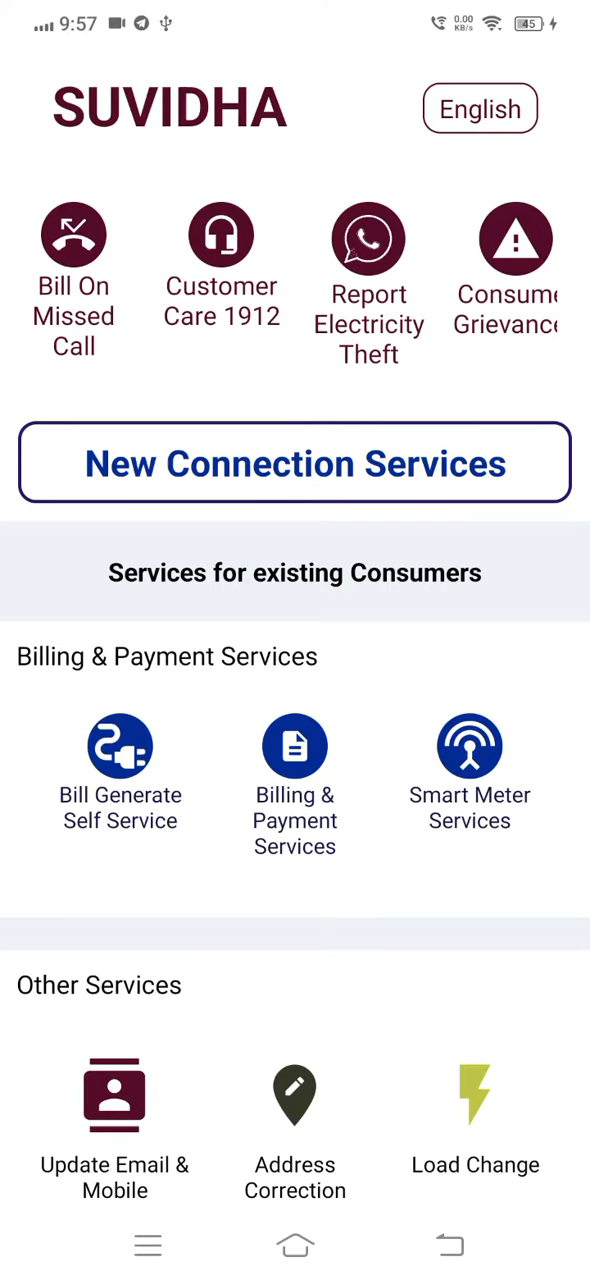 9:57
0.00
KB/s
45
SUVIDHA
English
Bill On
Missed
Call
Customer
Care 1912
Report
Electricity
Theft
Consume
Grievance
New Connection Services
Services for existing Consumers
Billing & Payment Services
Bill Generate
Self Service
Billing &
Payment
Services
Smart Meter
Services
Other Services
Update Email &
Mobile
Address
Correction
Load Change